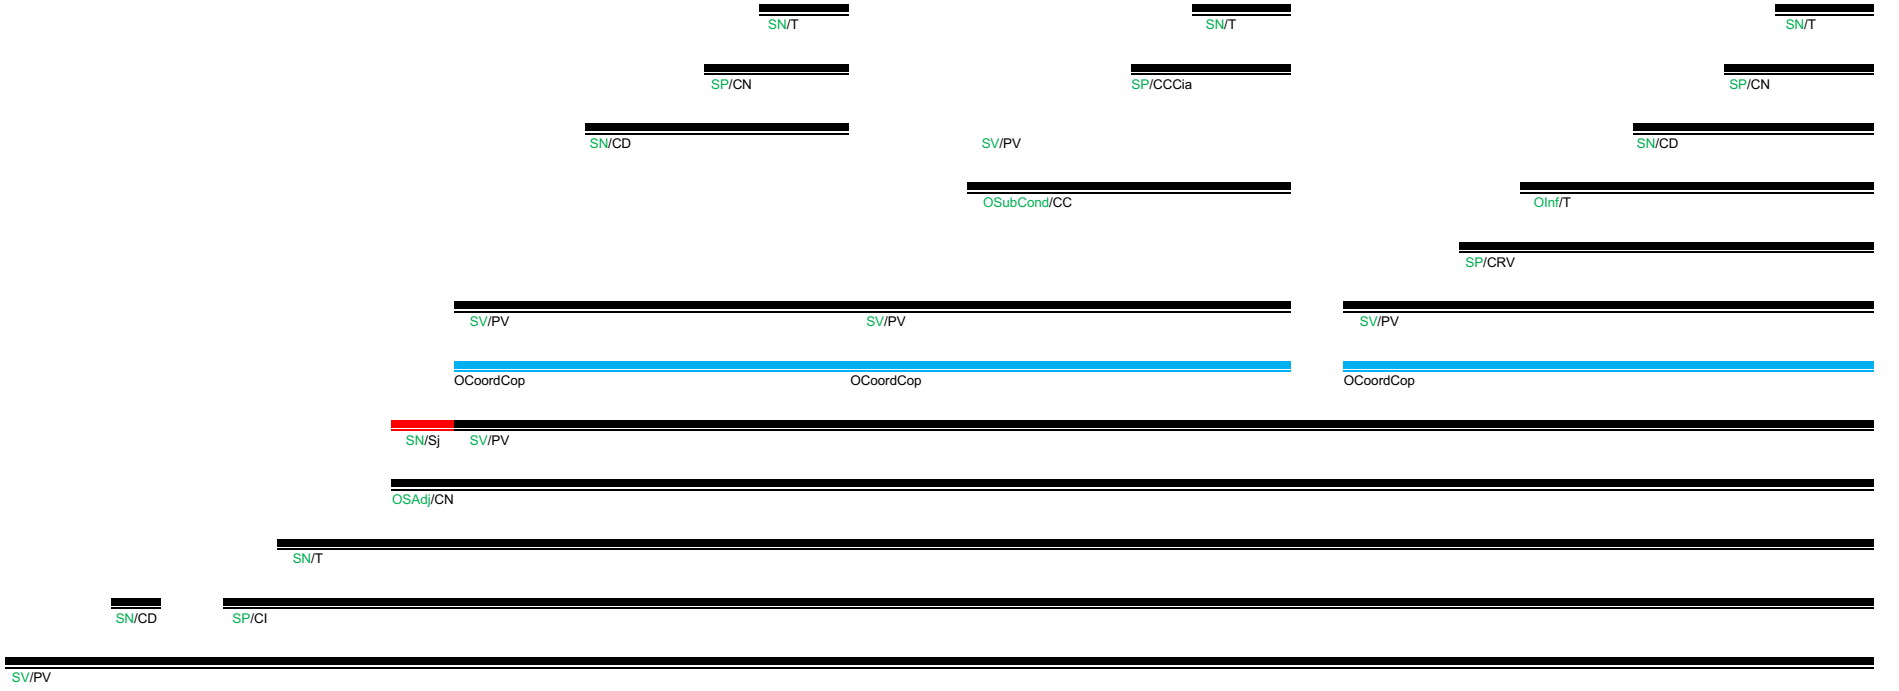 SN/T SN/T SN/T
SP/CN SP/CCCia SP/CN
SN/CD SV/PV SN/CD
OSubCond/CC OInf/T
SP/CRV
SV/PV SV/PV SV/PV
OCoordCop OCoordCop OCoordCop
SN/Sj SV/PV
OSAdj/CN
SN/T
SN/CD SP/CI
SV/PV